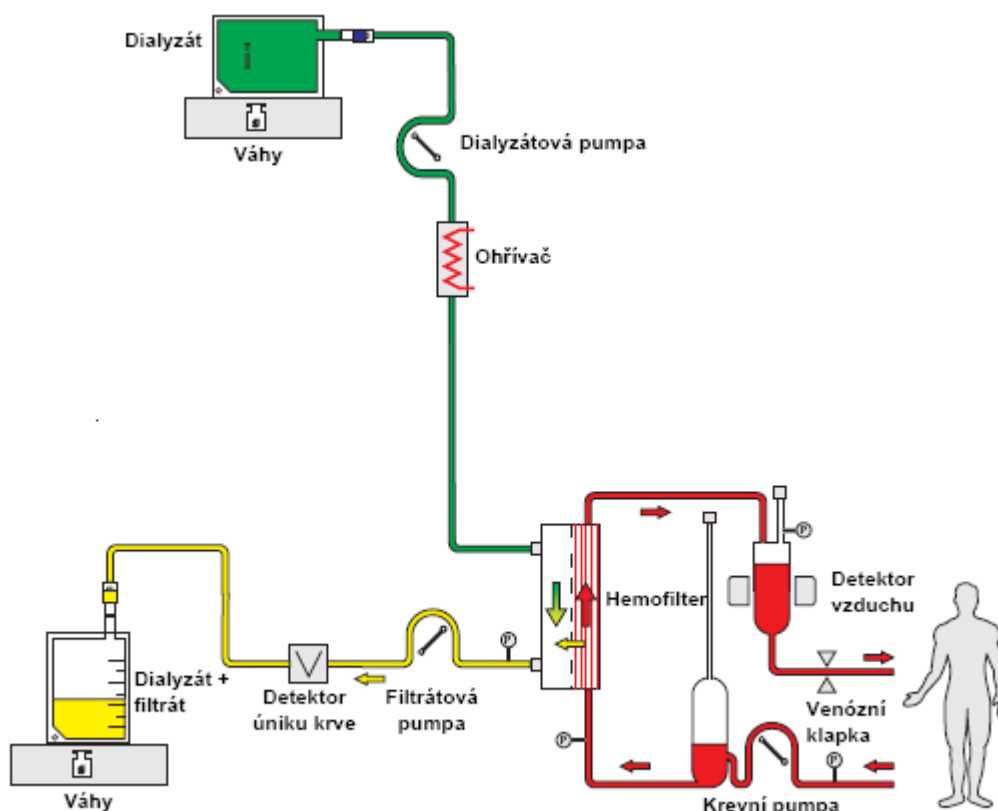 Dialyzát
Váhy
Dialyzátová pumpa
Ohřívač
Hemofilter
P
Detektor
vzduchu
P
Dialyzát +
filtrát
Detektor
úniku krve
Filtrátová
pumpa
Venózní
klapka
P
P
Váhy
Krevní pumpa